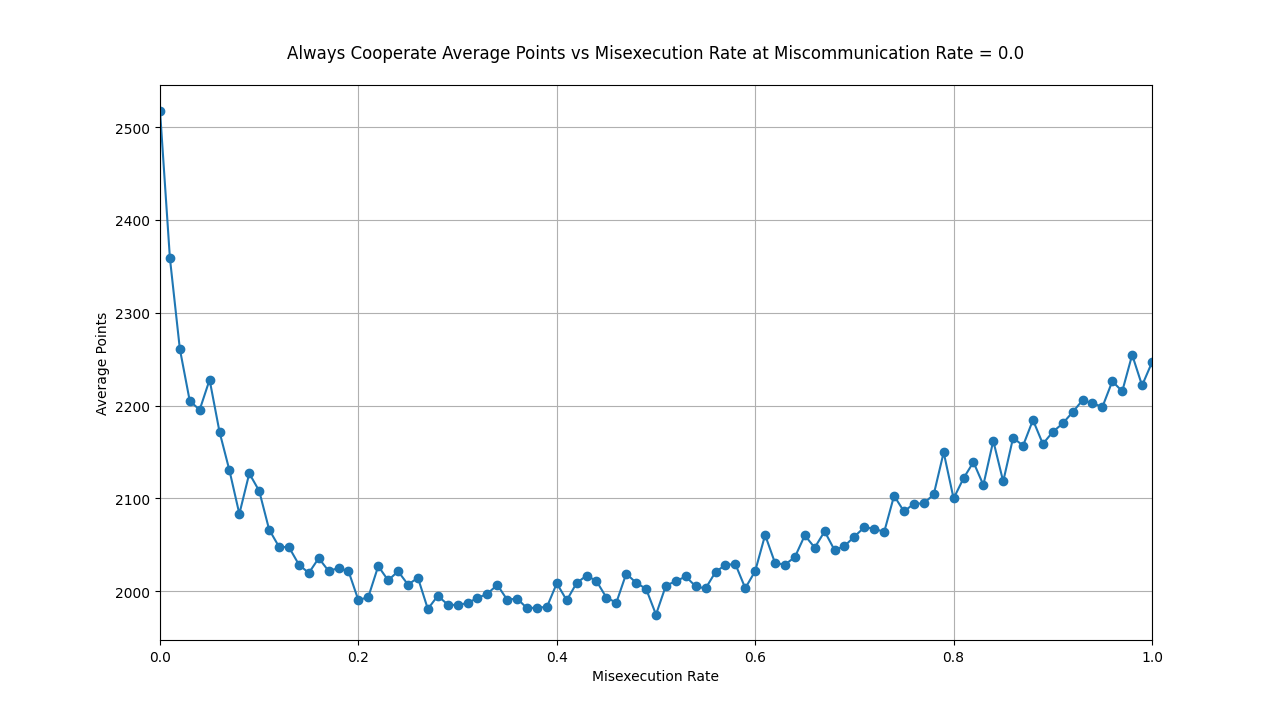 Always Cooperate Average Points vs Misexecution Rate at Miscommunication Rate = 0.0
2500
2400
2300
2200
2100
2000
Average Points
0.0 0.2 0.4 0.6 0.8 1.0
Misexecution Rate